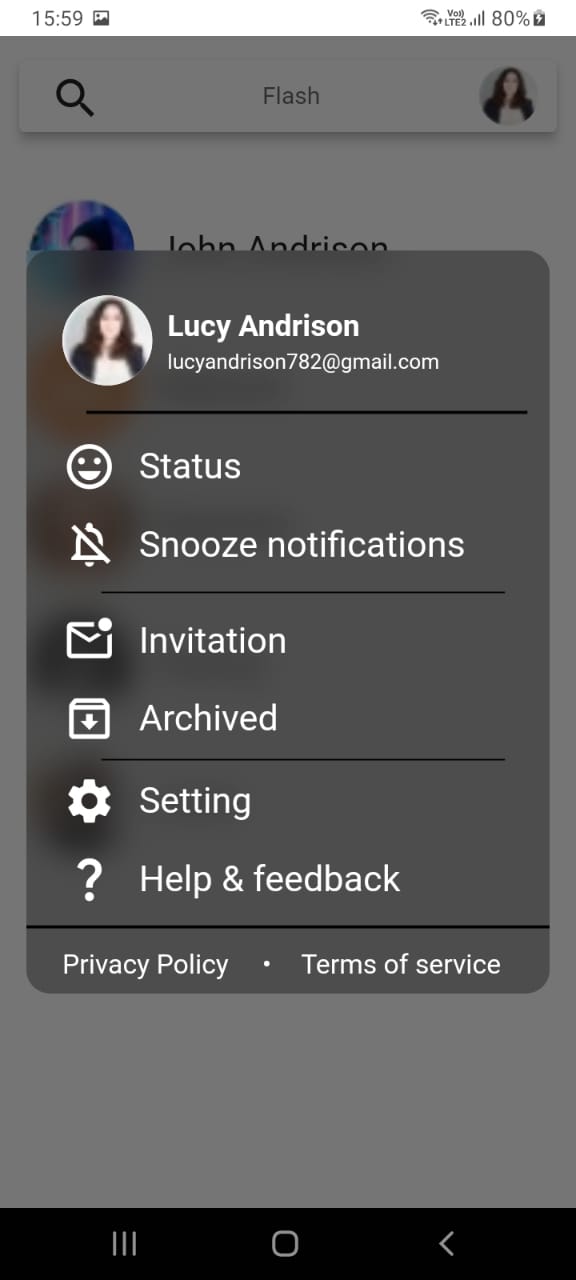 15:59 Vo)) LTE2 80%
Flash
John Andrison
Lucy Andrison
lucyandrison782@gmail.com
Status
Snooze notifications
Invitation
Archived
Setting
Help & feedback
Privacy Policy • Terms of service